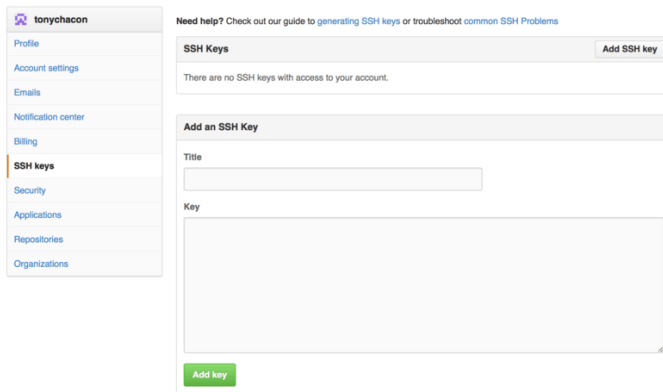 tonychacon
Profile
Account settings
Emails
Notification center
Billing
SSH keys
Security
Applications
Repositories
Organizations
Need help? Check out our guide to generating SSH keys or troubleshoot common SSH Problems
SSH Keys
Add SSH key
There are no SSH keys with access to your account.
Add an SSH Key
Title
Key
Add key